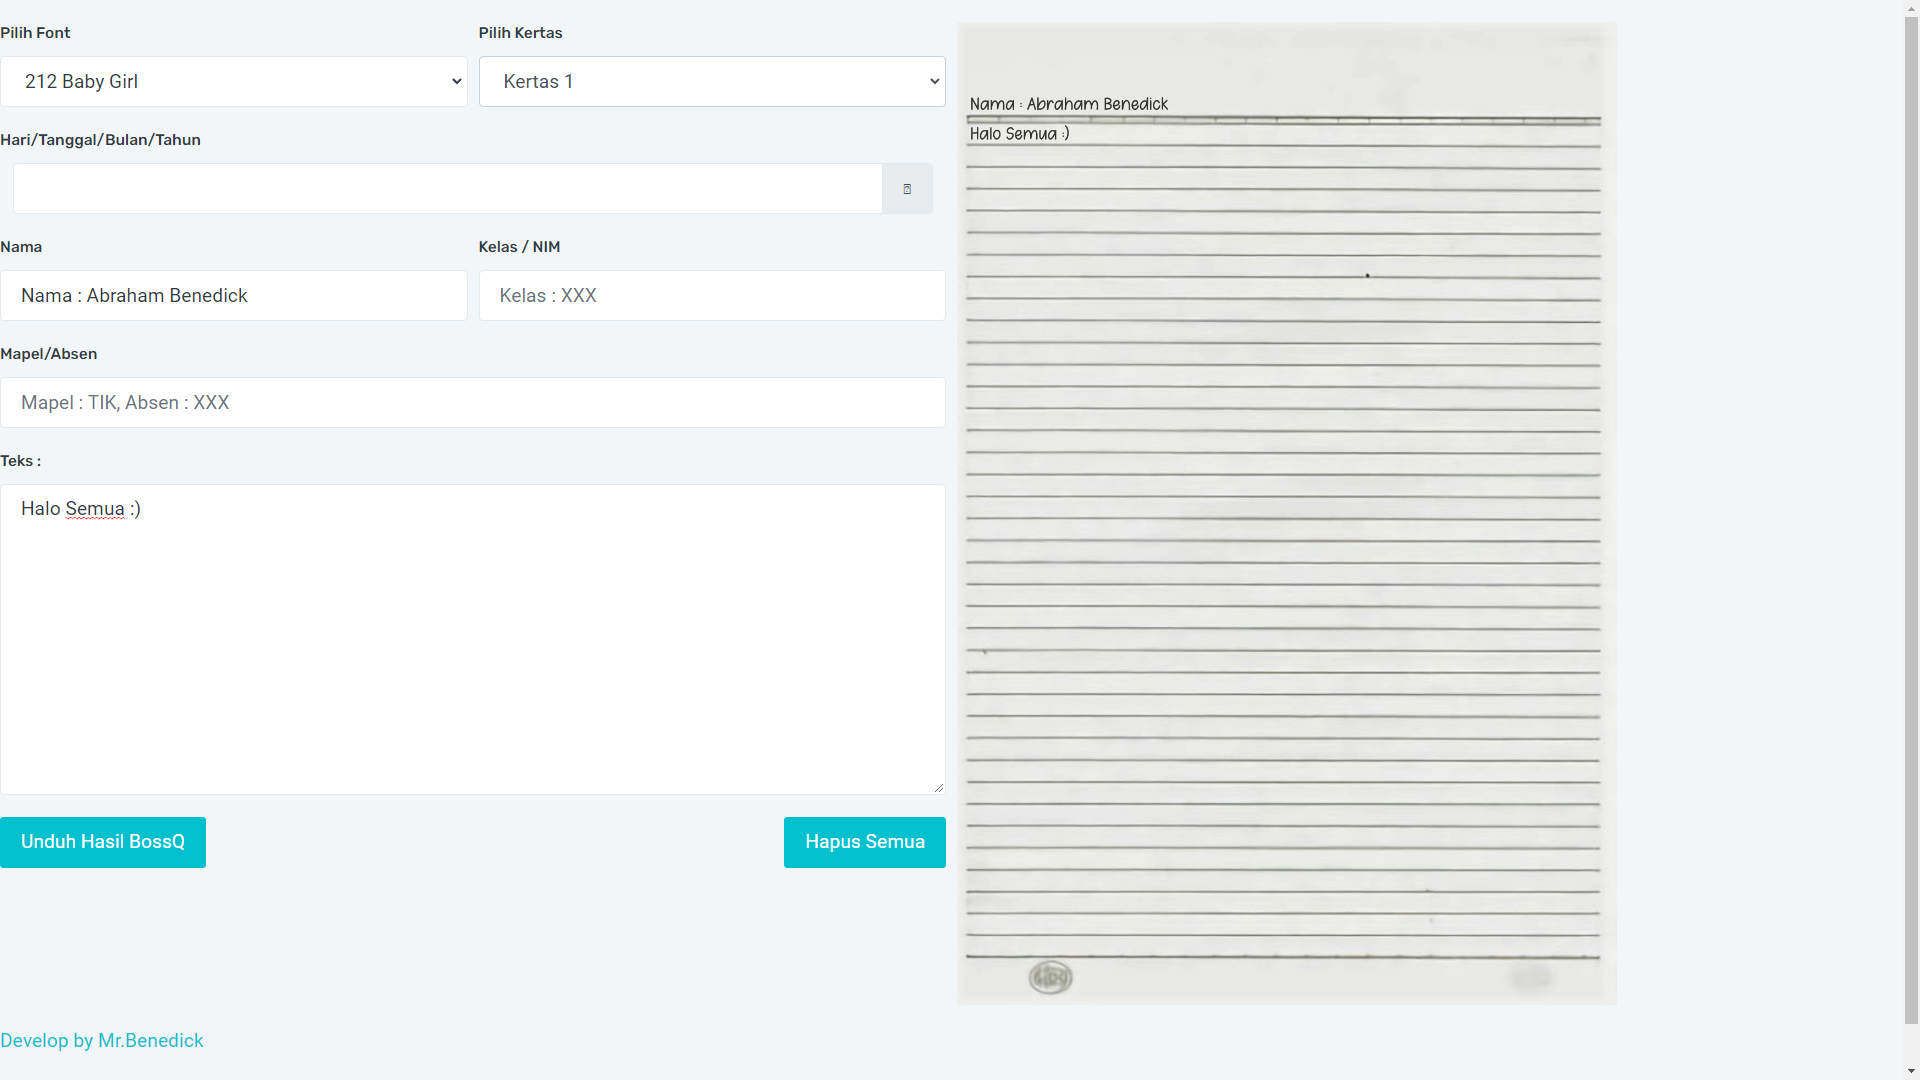 Pilih Font
Pilih Kertas
212 Baby Girl
Kertas 1
Hari/Tanggal/Bulan/Tahun
Nama
Kelas / NIM
Nama : Abraham Benedick
Kelas : XXX
Mapel/Absen
Mapel : TIK, Absen : XXX
Teks :
Halo Semua :)
Unduh Hasil BossQ
Hapus Semua
Develop by Mr.Benedick
Nama : Abraham Benedick
Halo Semua :)